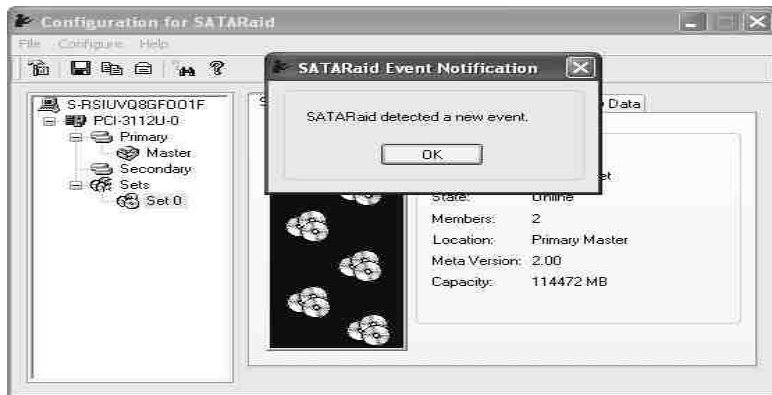 Configuration for SATARaid
File Configure Help
SATARaid Event Notification
SATARaid detected a new event.
OK
S-RSIUVQ8GFOO1F
PCI-3112U-0
Primary
Master
Secondary
Sets
Set 0
Data
State: Online
Members: 2
Location: Primary Master
Meta Version: 2.00
Capacity: 114472 MB